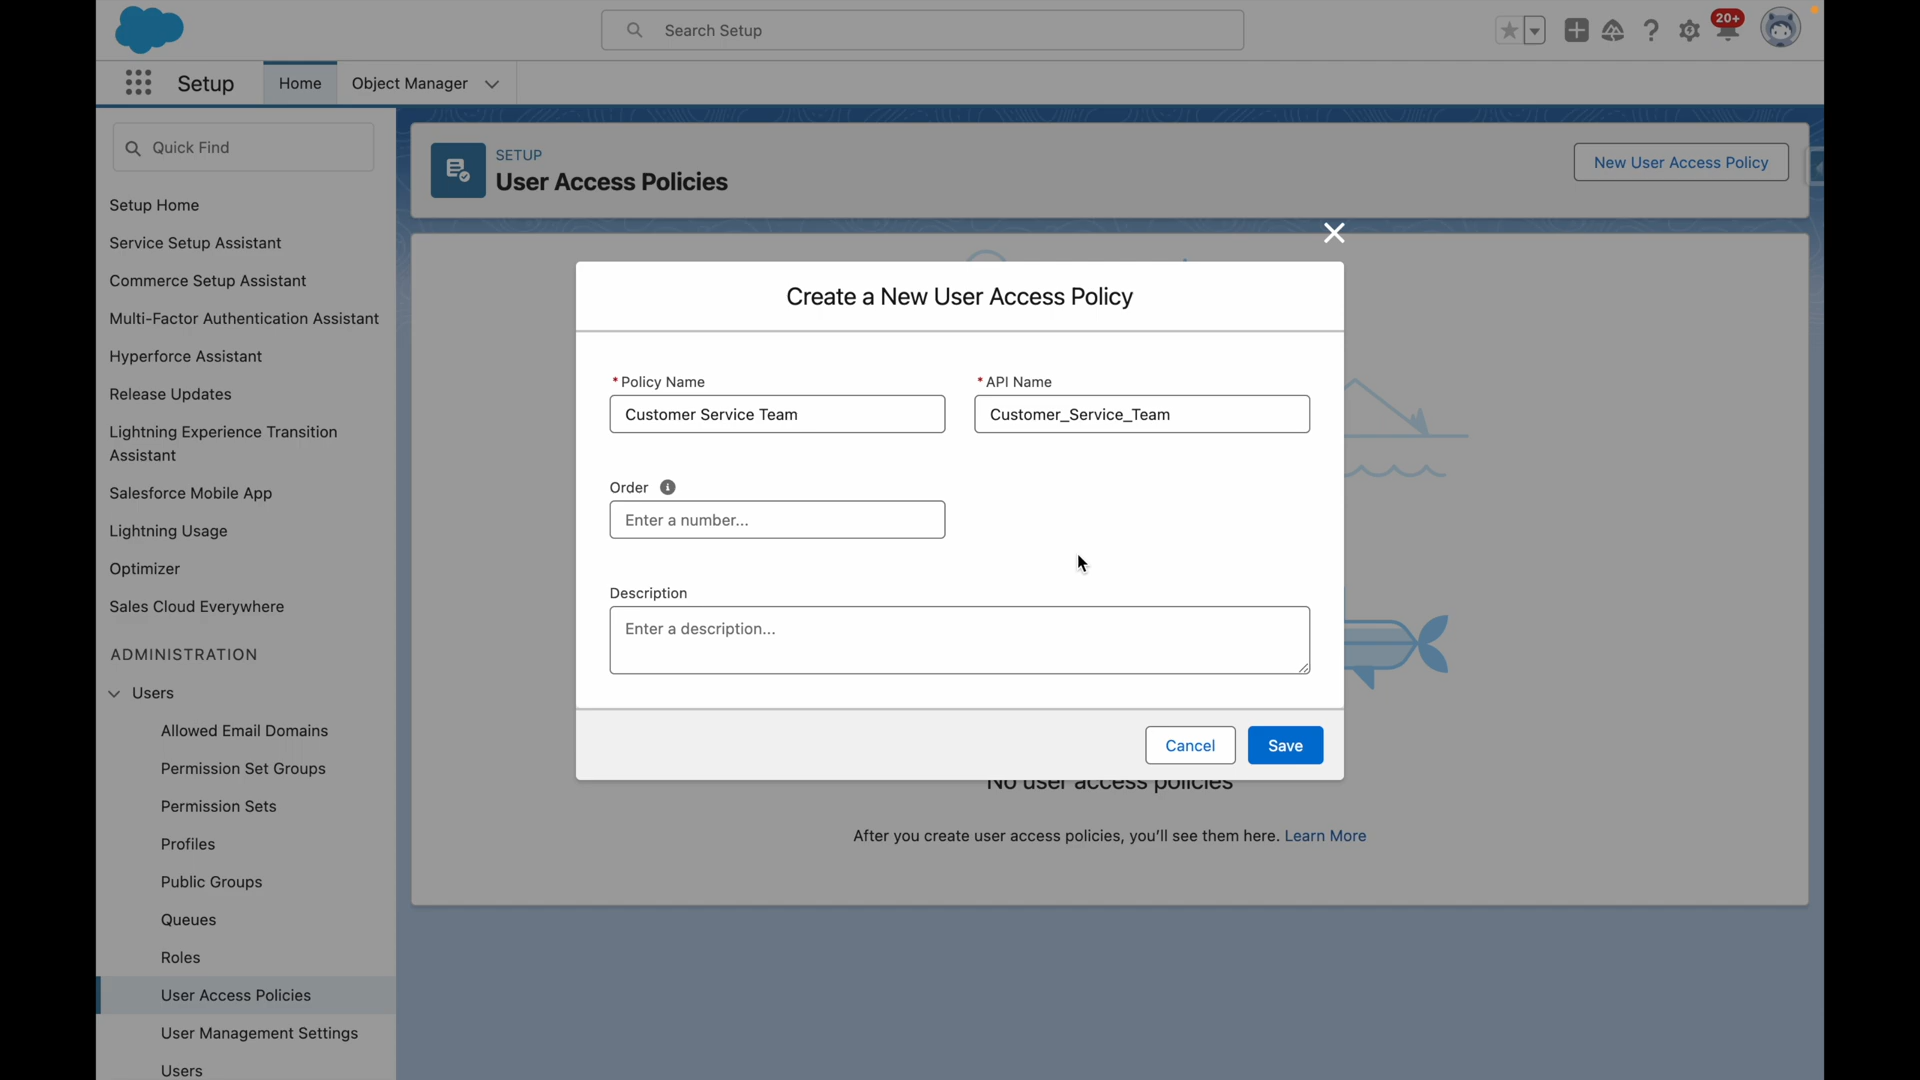 Search Setup
20+
Setup
Home
Object Manager
Quick Find
Setup Home
Service Setup Assistant
Commerce Setup Assistant
Multi-Factor Authentication Assistant
Hyperforce Assistant
Release Updates
Lightning Experience Transition
Assistant
Salesforce Mobile App
Lightning Usage
Optimizer
Sales Cloud Everywhere
ADMINISTRATION
Users
Allowed Email Domains
Permission Set Groups
Permission Sets
Profiles
Public Groups
Queues
Roles
User Access Policies
User Management Settings
Users
SETUP
User Access Policies
New User Access Policy
Create a New User Access Policy
* Policy Name
Customer Service Team
* API Name
Customer_Service_Team
Order
Enter a number...
Description
Enter a description...
Cancel
Save
No user access policies
After you create user access policies, you'll see them here. Learn More